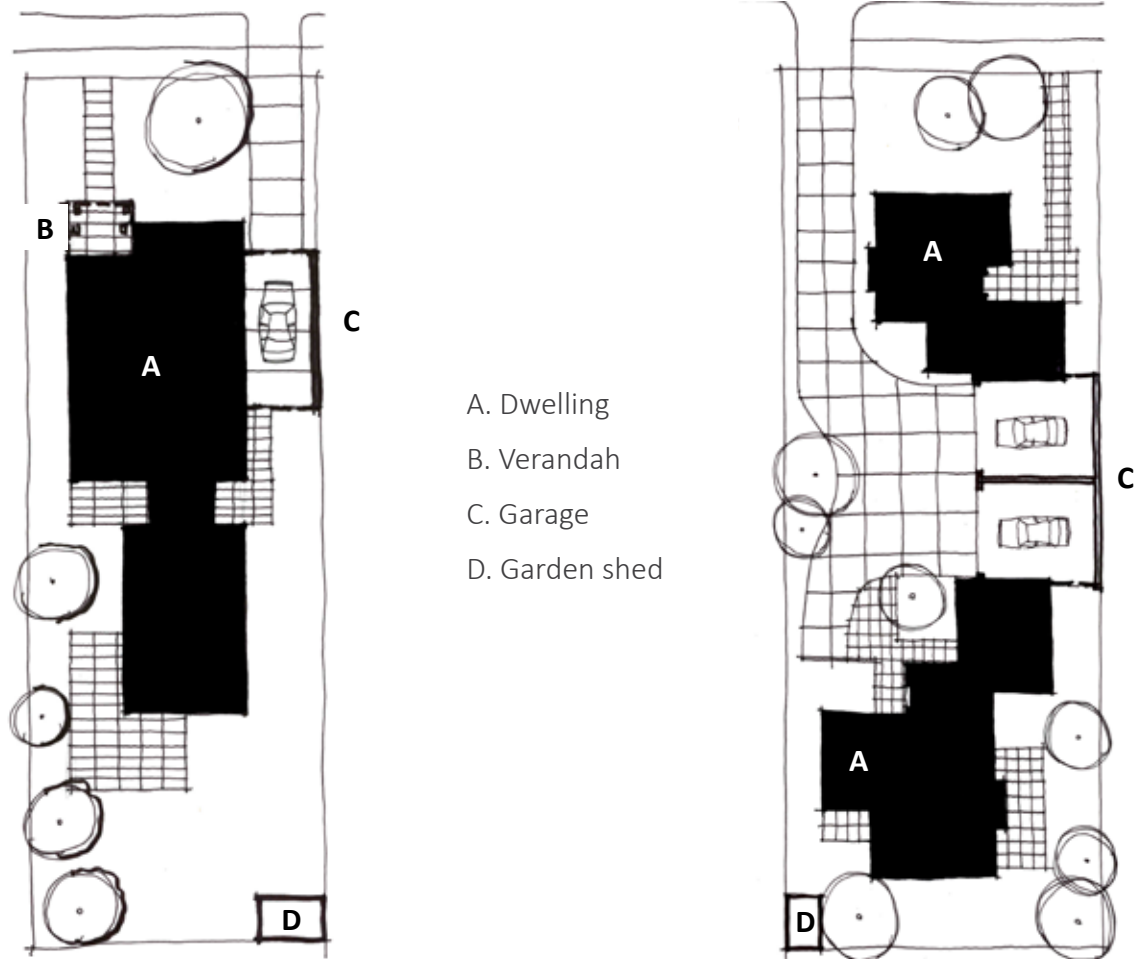 B
A
C
D
A. Dwelling
B. Verandah
C. Garage
D. Garden shed
A
C
A
D